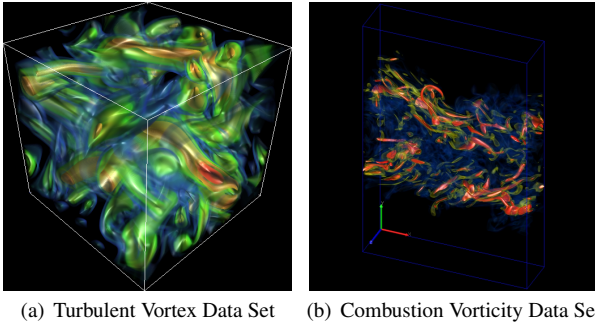 (a) Turbulent Vortex Data Set
(b) Combustion Vorticity Data Se